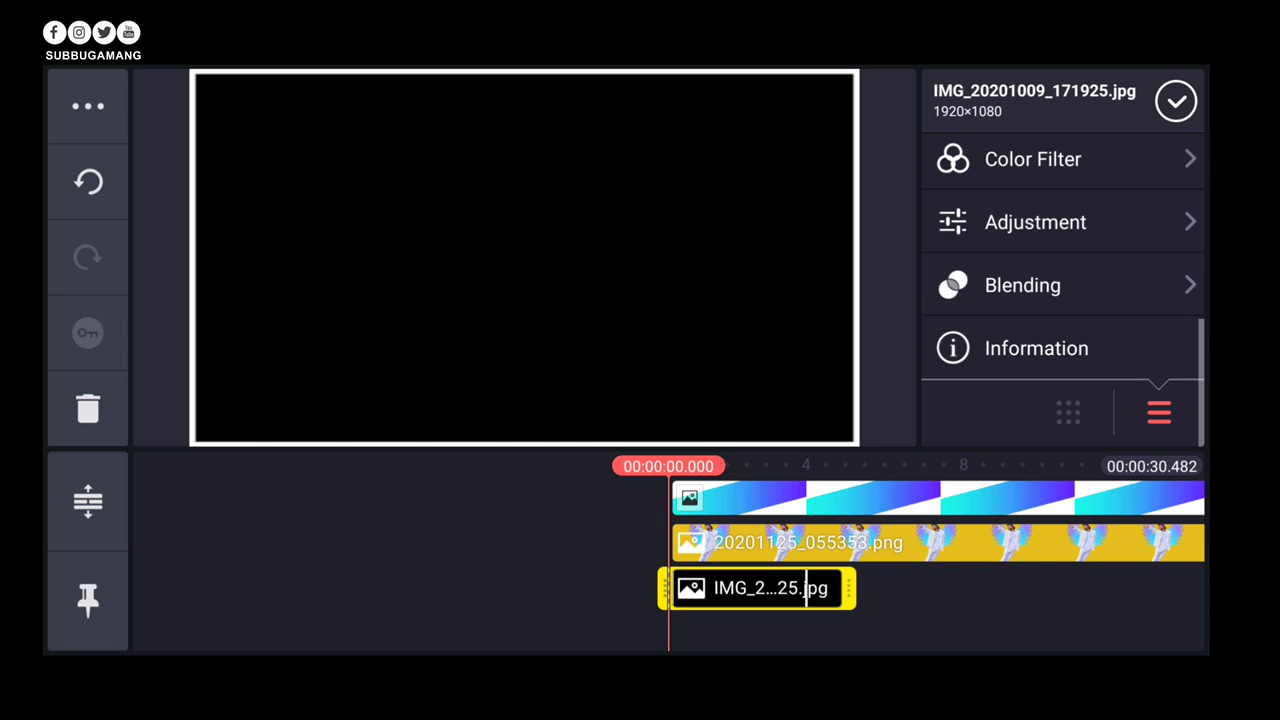 SUBBUGAMANG
IMG_20201009_171925.jpg
1920×1080
Color Filter
Adjustment
Blending
Information
00:00:00.000
4
8
00:00:30.482
20201125_055353.png
IMG_2...25.jpg